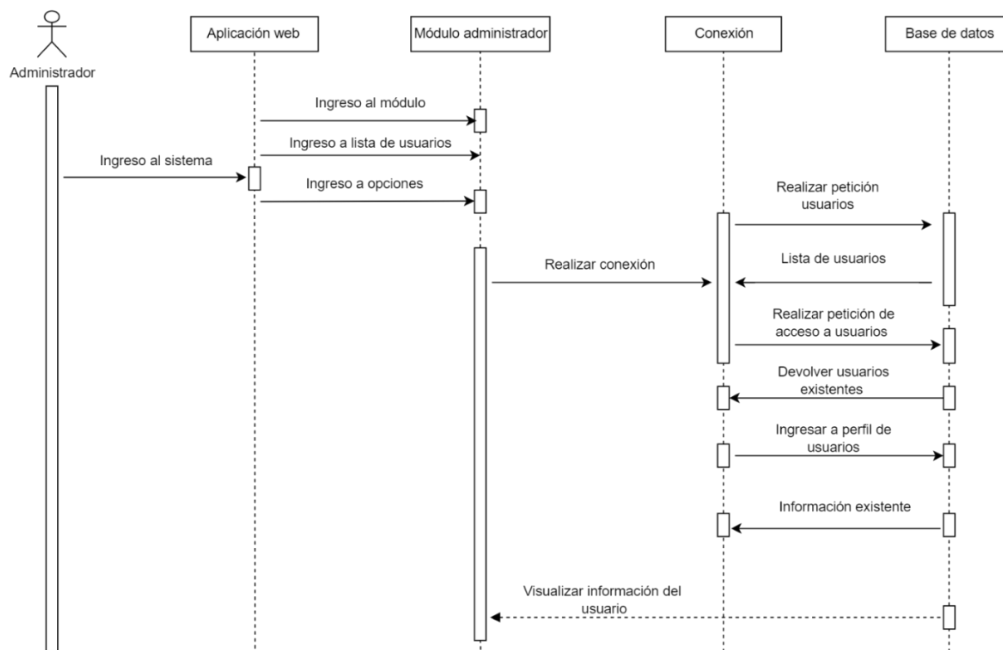 Administrador
Aplicación web
Módulo administrador
Conexión
Base de datos
Ingreso al módulo
Ingreso a lista de usuarios
Ingreso al sistema
Ingreso a opciones
Realizar petición
usuarios
Lista de usuarios
Realizar conexión
Realizar petición de
acceso a usuarios
Devolver usuarios
existentes
Ingresar a perfil de
usuarios
Información existente
Visualizar información del
usuario